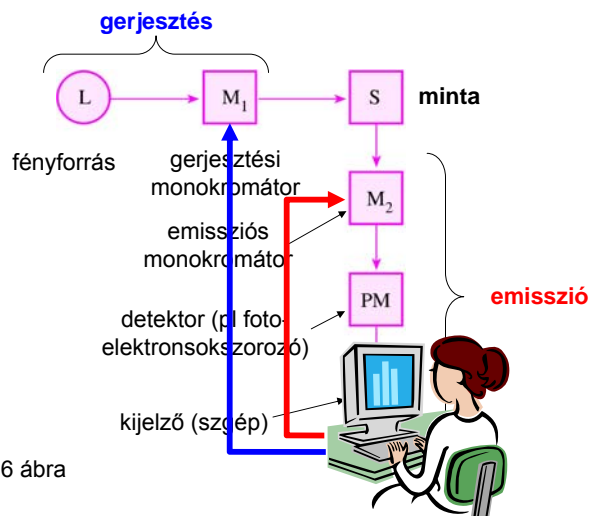 gerjesztés
L
M1
S
minta
fényforrás
gerjesztési
monokromátor
M2
emissziós
monokromátor
PM
emisszió
detektor (pl foto-
elektronsokszorozó)
kijelző (szgép)
6 ábra